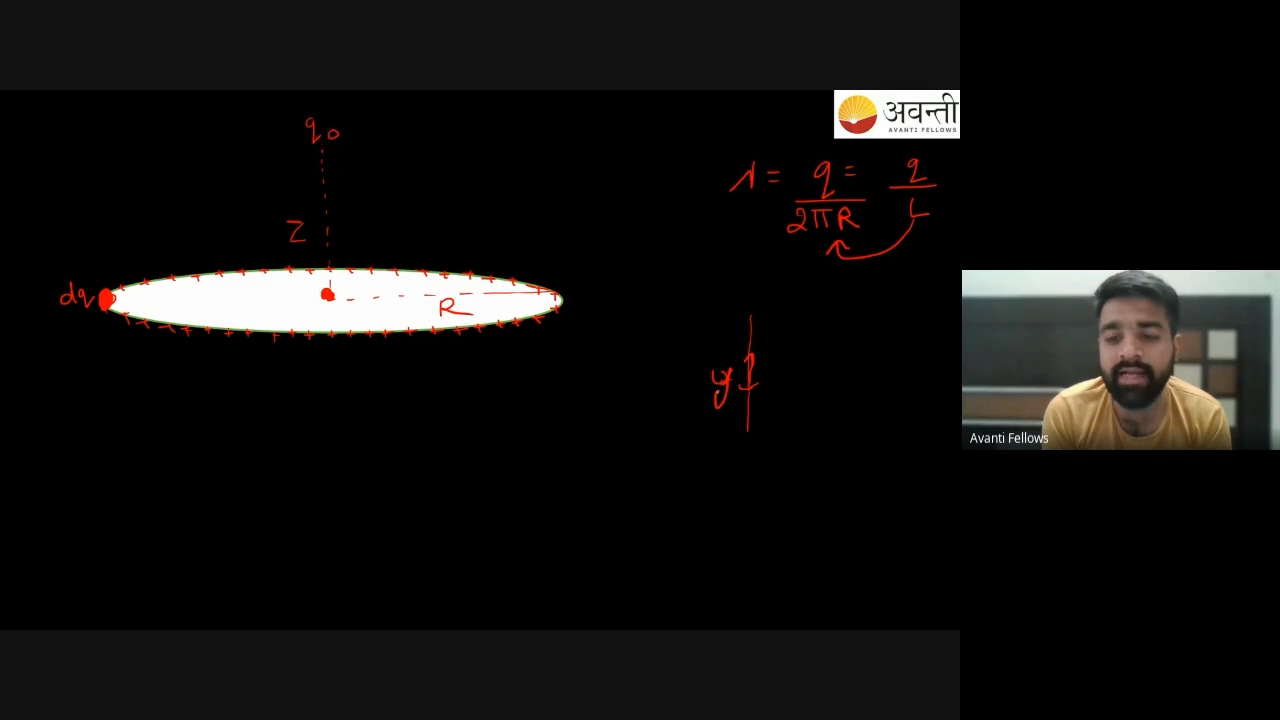 q₀
अवन्ती
AVANTI FELLOWS
λ = q = q
2πR L
Z
dq
R
y
Avanti Fellows